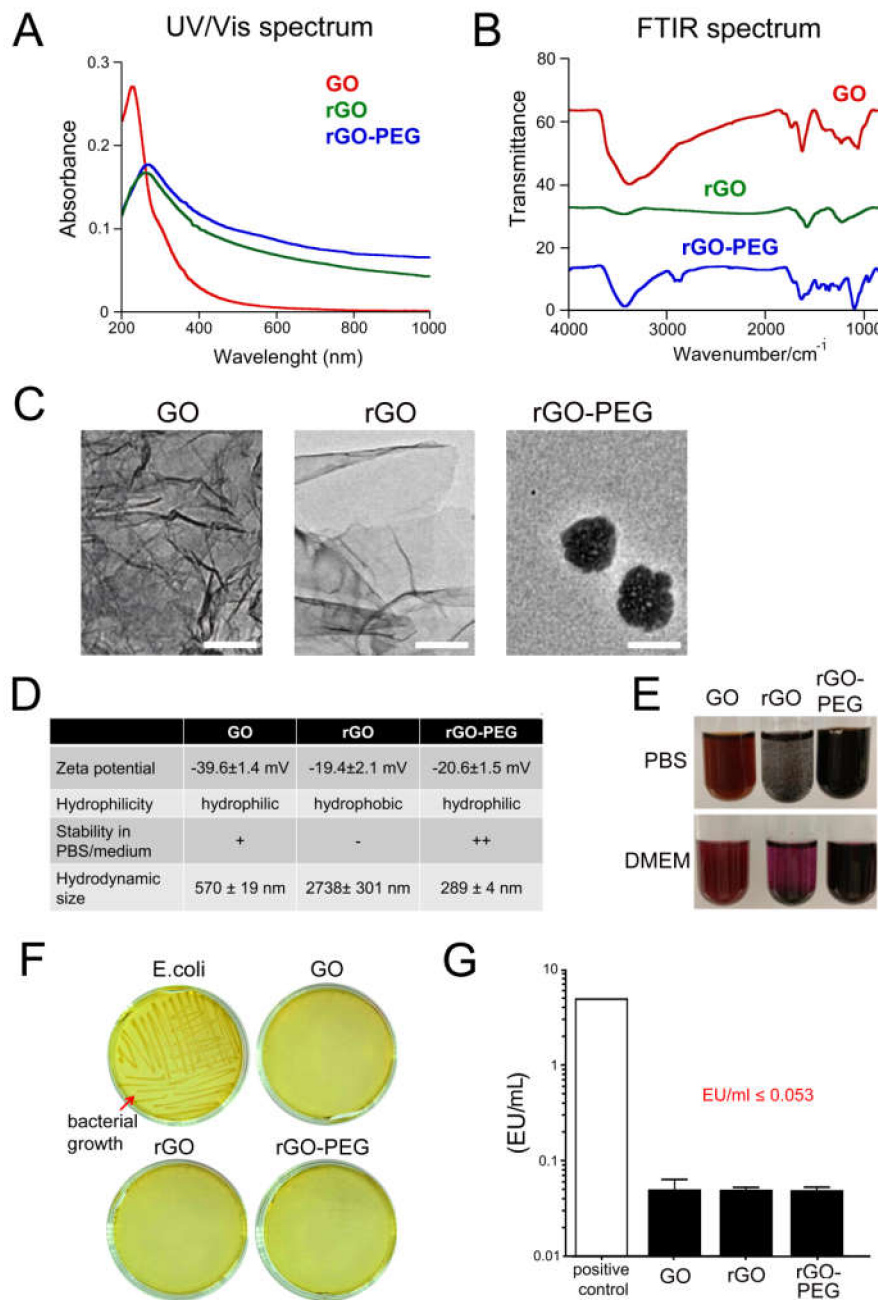 A
UV/Vis spectrum
0.3
0.2
0.1
0
Absorbance
GO
rGO
rGO-PEG
200
400
600
800
1000
Wavelenght (nm)
B
FTIR spectrum
80
60
40
20
0
Transmittance
GO
rGO
rGO-PEG
4000
3000
2000
1000
Wavenumber/cm⁻ⁱ
C
GO
rGO
rGO-PEG
D
GO rGO rGO-PEG
Zeta potential -39.6±1.4 mV -19.4±2.1 mV -20.6±1.5 mV
Hydrophilicity hydrophilic hydrophobic hydrophilic
Stability in
PBS/medium + - ++
Hydrodynamic
size 570 ± 19 nm 2738± 301 nm 289 ± 4 nm
E
GO rGO rGO-
PEG
PBS
DMEM
F
E.coli
GO
bacterial
growth
rGO
rGO-PEG
G
10
1
0.1
0.01
(EU/mL)
EU/ml ≤ 0.053
positive
control
GO
rGO
rGO-
PEG